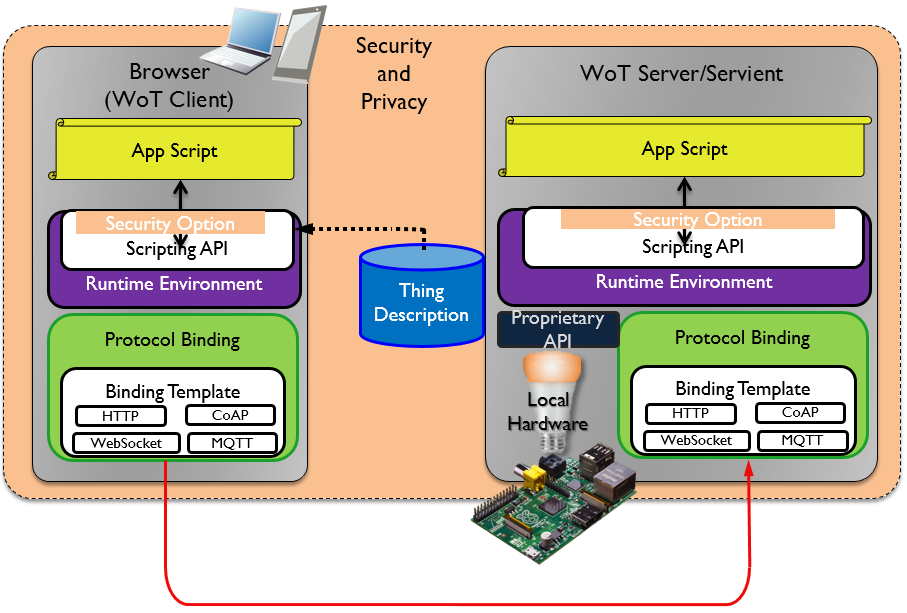 Security
and
Privacy
Browser
(WoT Client)
App Script
Security Option
Scripting API
Runtime Environment
Protocol Binding
Binding Template
HTTP
CoAP
WebSocket
MQTT
Thing
Description
WoT Server/Servient
App Script
Security Option
Scripting API
Runtime Environment
Proprietary
API
Local
Hardware
Protocol Binding
Binding Template
HTTP
CoAP
WebSocket
MQTT